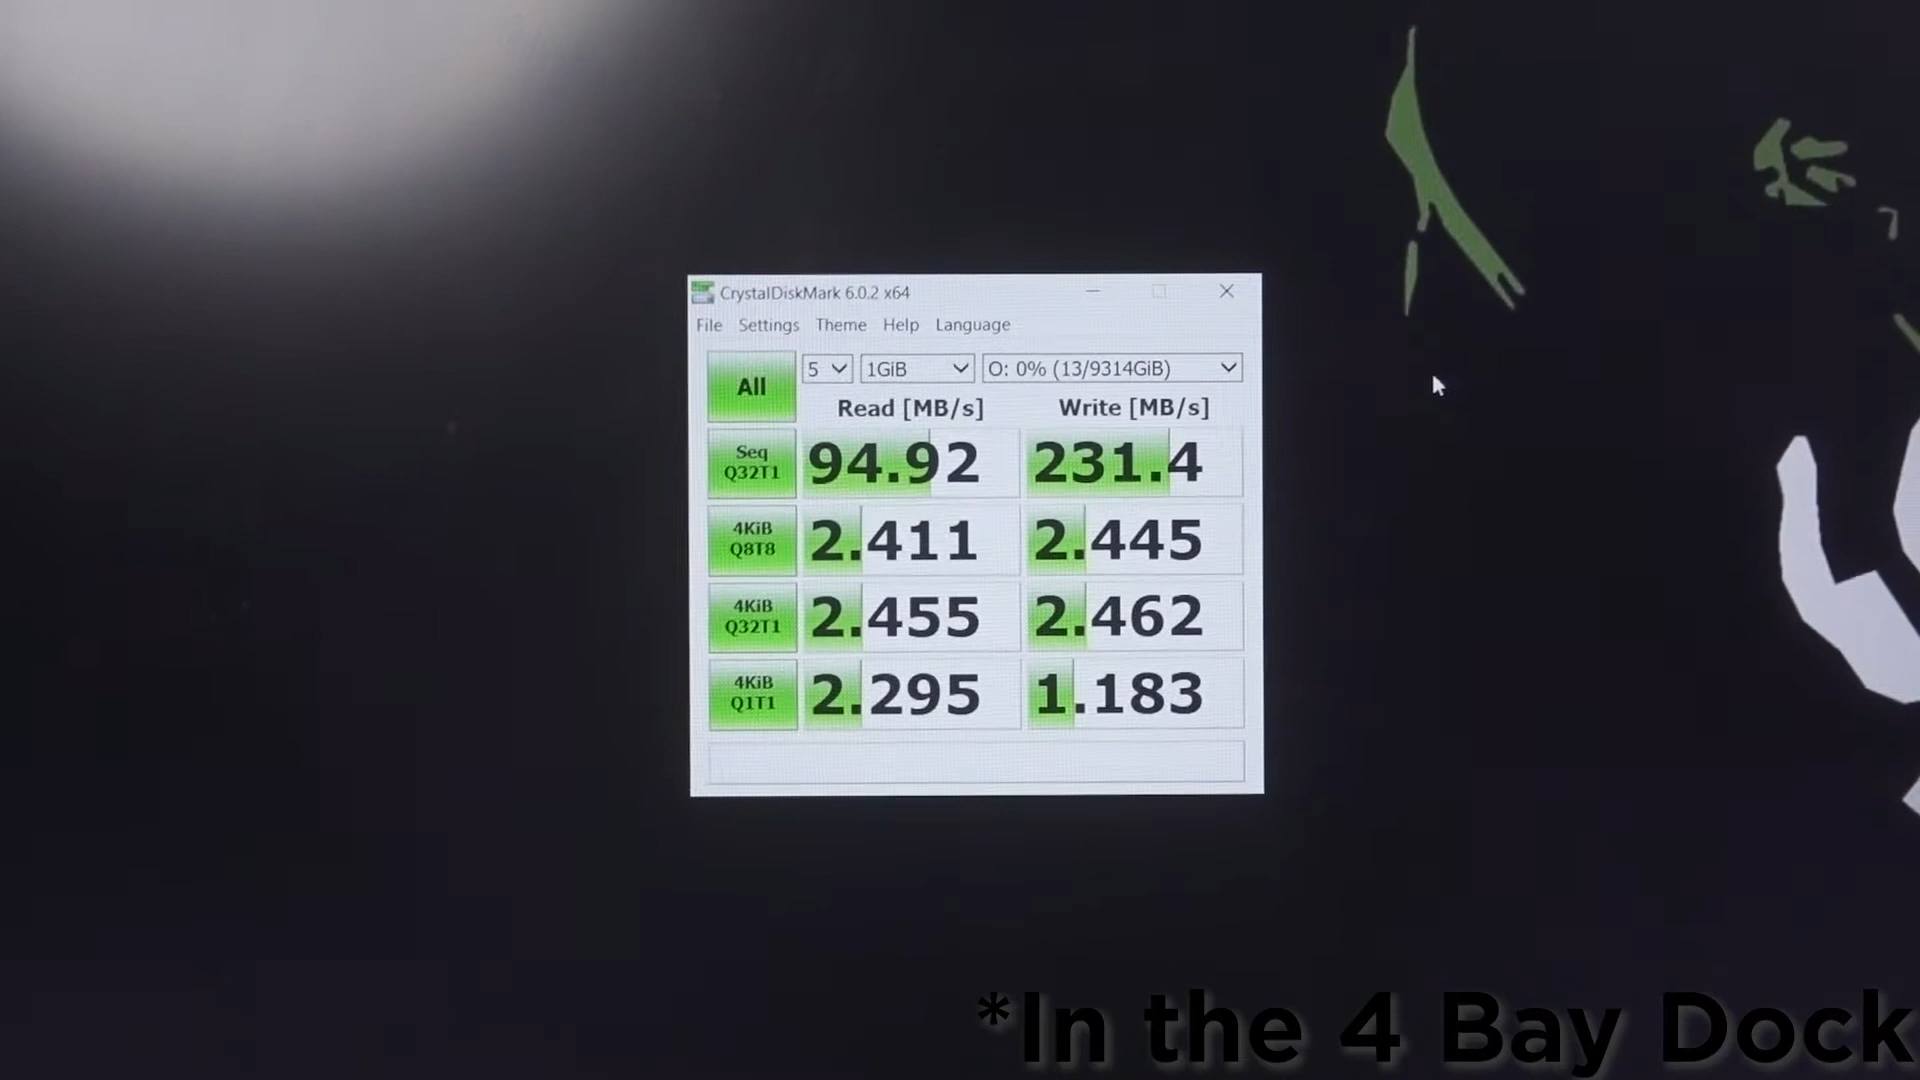 CrystalDiskMark 6.0.2 x64
File Settings Theme Help Language
All 5 1GiB O: 0% (13/9314GiB)
Read [MB/s] Write [MB/s]
Seq
Q32T1 94.92 231.4
4KiB
Q8T8 2.411 2.445
4KiB
Q32T1 2.455 2.462
4KiB
Q1T1 2.295 1.183
*In the 4 Bay Dock